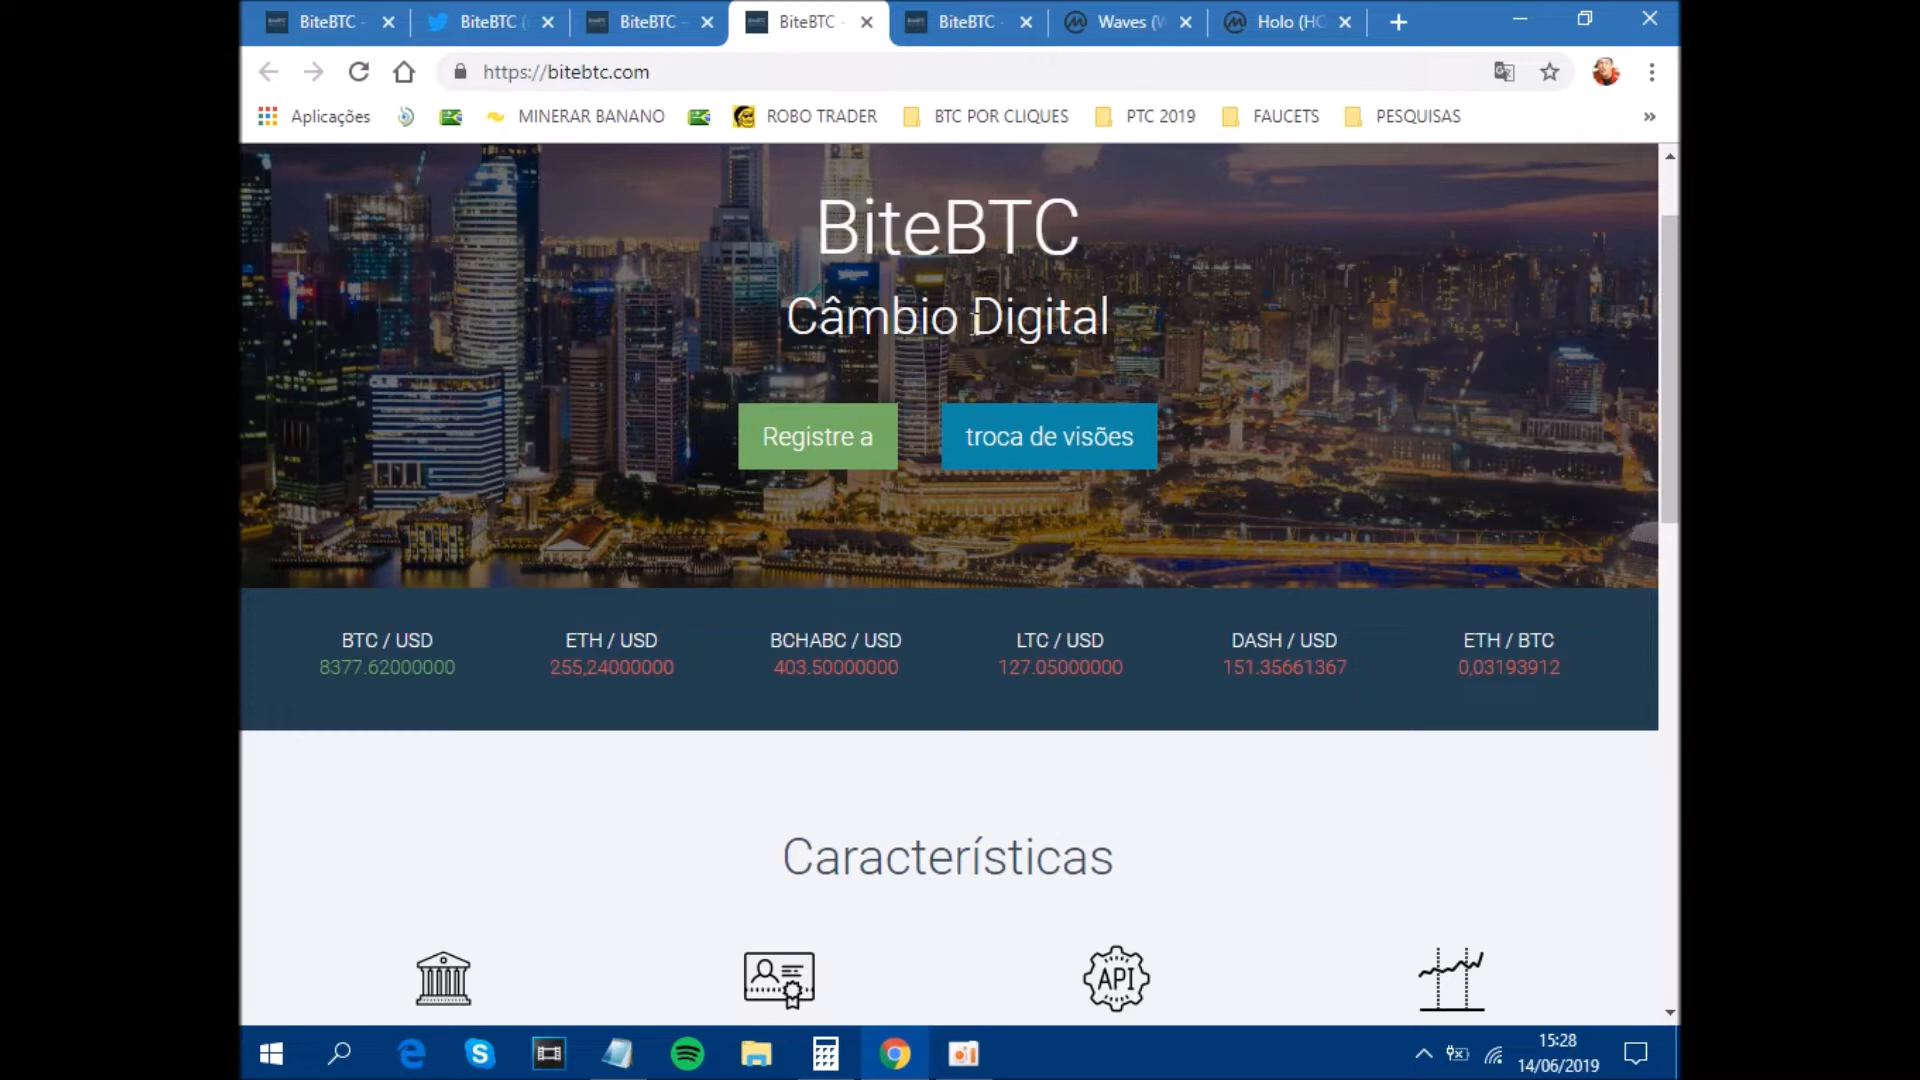 BiteBTC -
BiteBTC (
BiteBTC -
BiteBTC -
BiteBTC -
Waves (W
Holo (HO
https://bitebtc.com
Aplicações
MINERAR BANANO
ROBO TRADER
BTC POR CLIQUES
PTC 2019
FAUCETS
PESQUISAS
BiteBTC
Câmbio Digital
Registre a
troca de visões
BTC / USD
8377.62000000
ETH / USD
255,24000000
BCHABC / USD
403.50000000
LTC / USD
127.05000000
DASH / USD
151.35661367
ETH / BTC
0,03193912
Características
API
15:28
14/06/2019